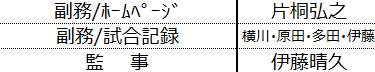 副務/ﾎｰﾑﾍﾟｰｼﾞ 片桐弘之
副務/試合記録 横川・原田・多田・伊藤
監　事 伊藤晴久